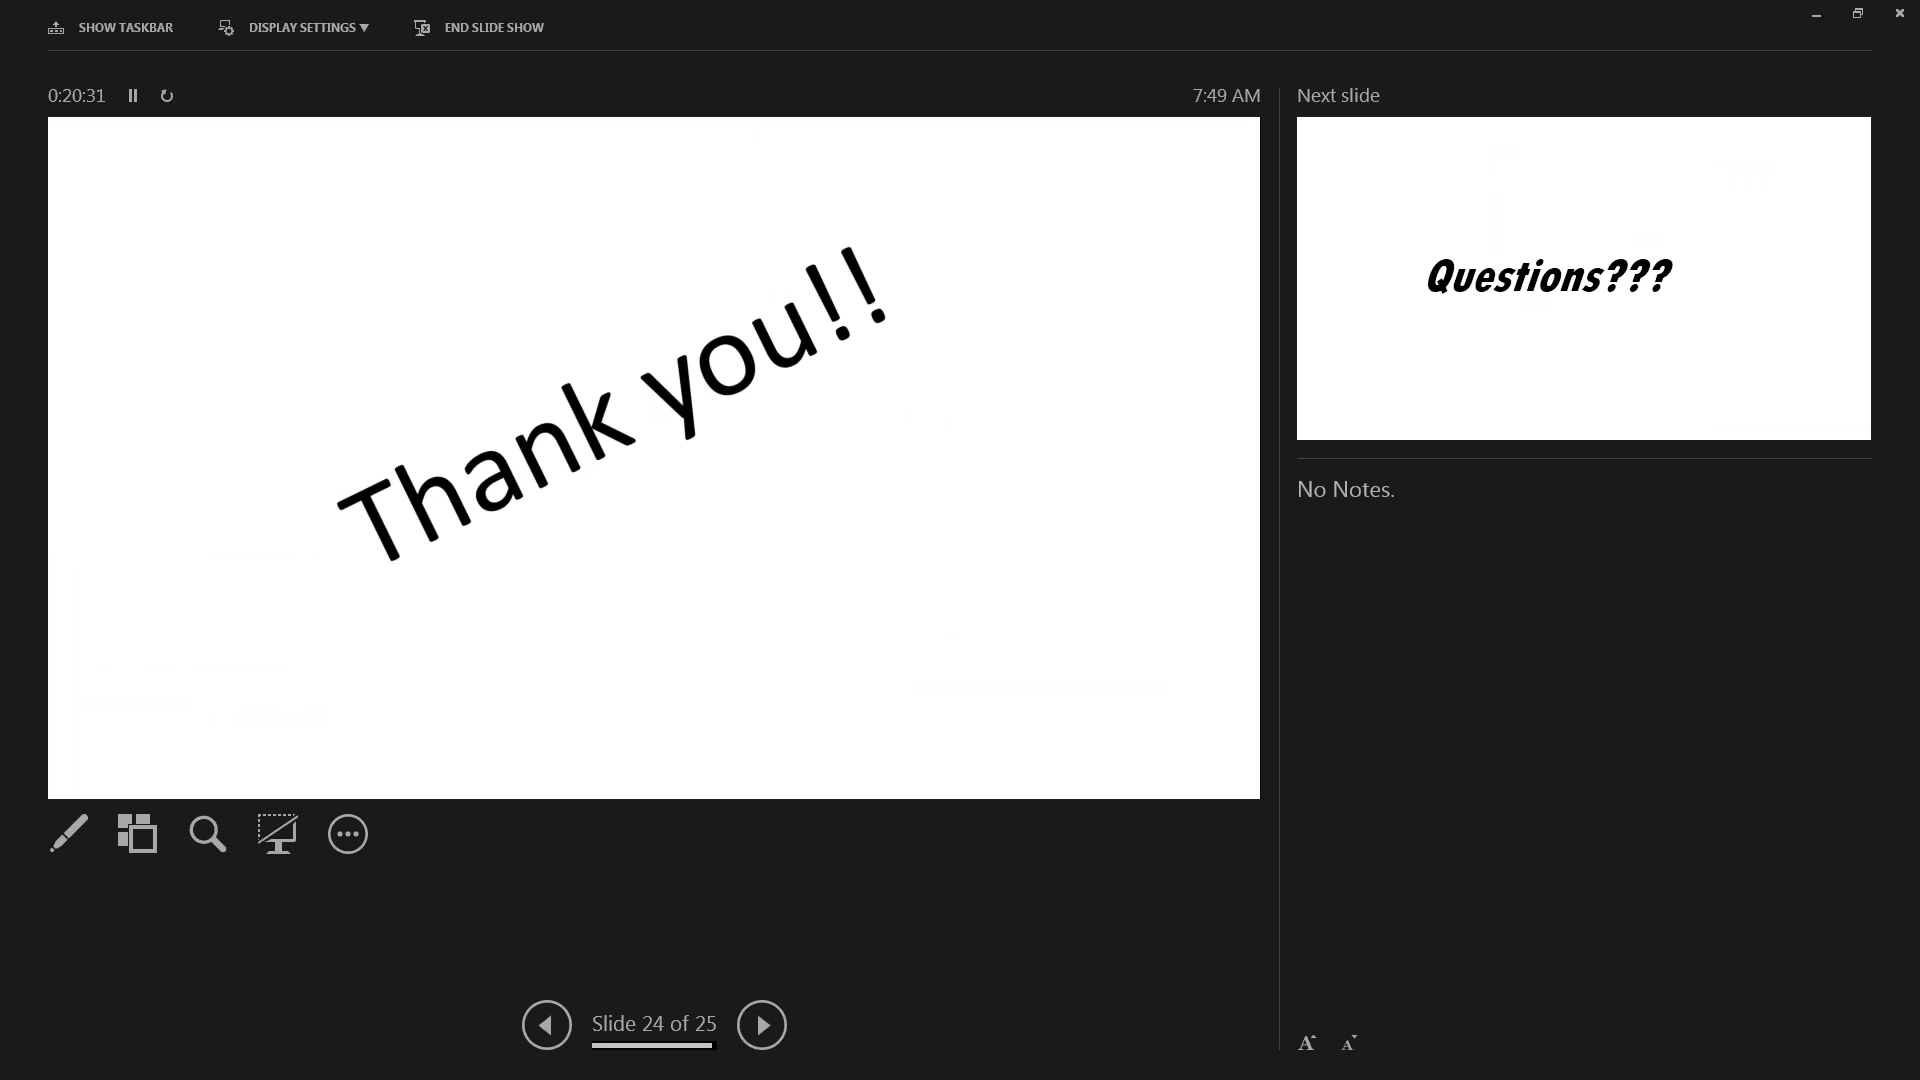 SHOW TASKBAR
DISPLAY SETTINGS
END SLIDE SHOW
0:20:31
7:49 AM
Next slide
Thank you!!
Questions???
No Notes.
Slide 24 of 25
A A